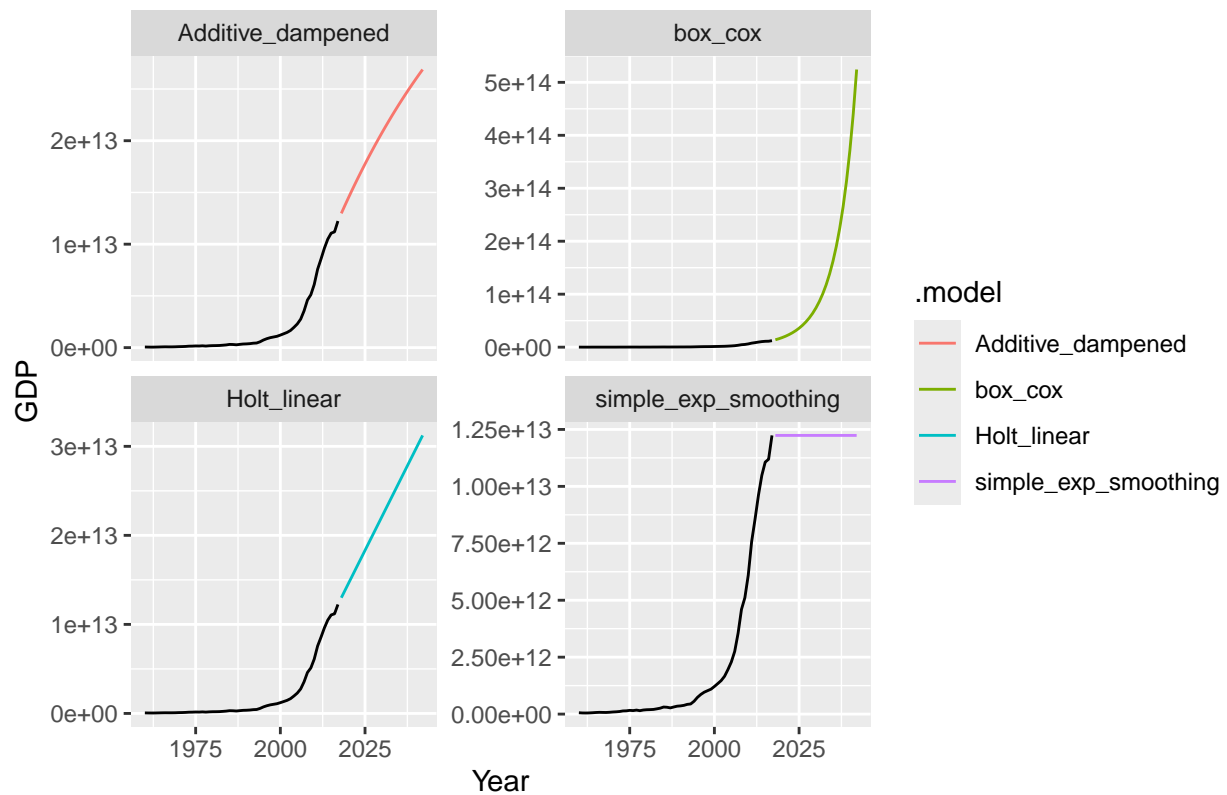 Additive_dampened
box_cox
2e+13
1e+13
0e+00
5e+14
4e+14
3e+14
2e+14
1e+14
0e+00
Holt_linear
simple_exp_smoothing
3e+13
2e+13
1e+13
0e+00
1.25e+13
1.00e+13
7.50e+12
5.00e+12
2.50e+12
0.00e+00
1975 2000 2025
1975 2000 2025
Year
GDP
.model
Additive_dampened
box_cox
Holt_linear
simple_exp_smoothing